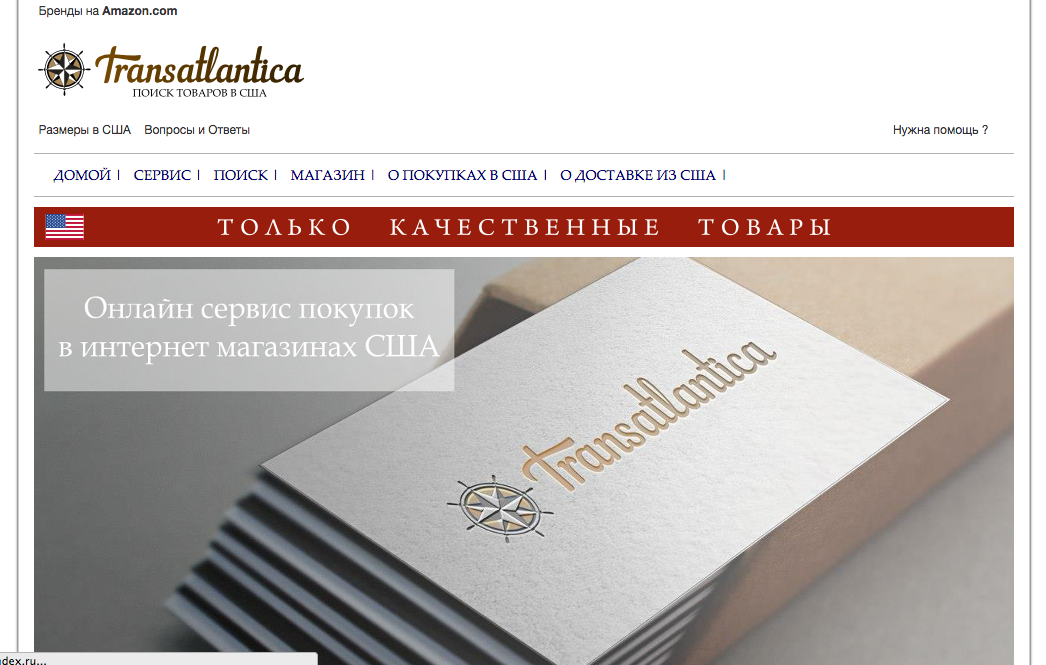 Бренды на Amazon.com
Transatlantica
ПОИСК ТОВАРОВ В США
Размеры в США Вопросы и Ответы Нужна помощь ?
ДОМОЙ | СЕРВИС | ПОИСК | МАГАЗИН | О ПОКУПКАХ В США | О ДОСТАВКЕ ИЗ США |
ТОЛЬКО КАЧЕСТВЕННЫЕ ТОВАРЫ
Онлайн сервис покупок
в интернет магазинах США
Transatlantica
dex.ru...